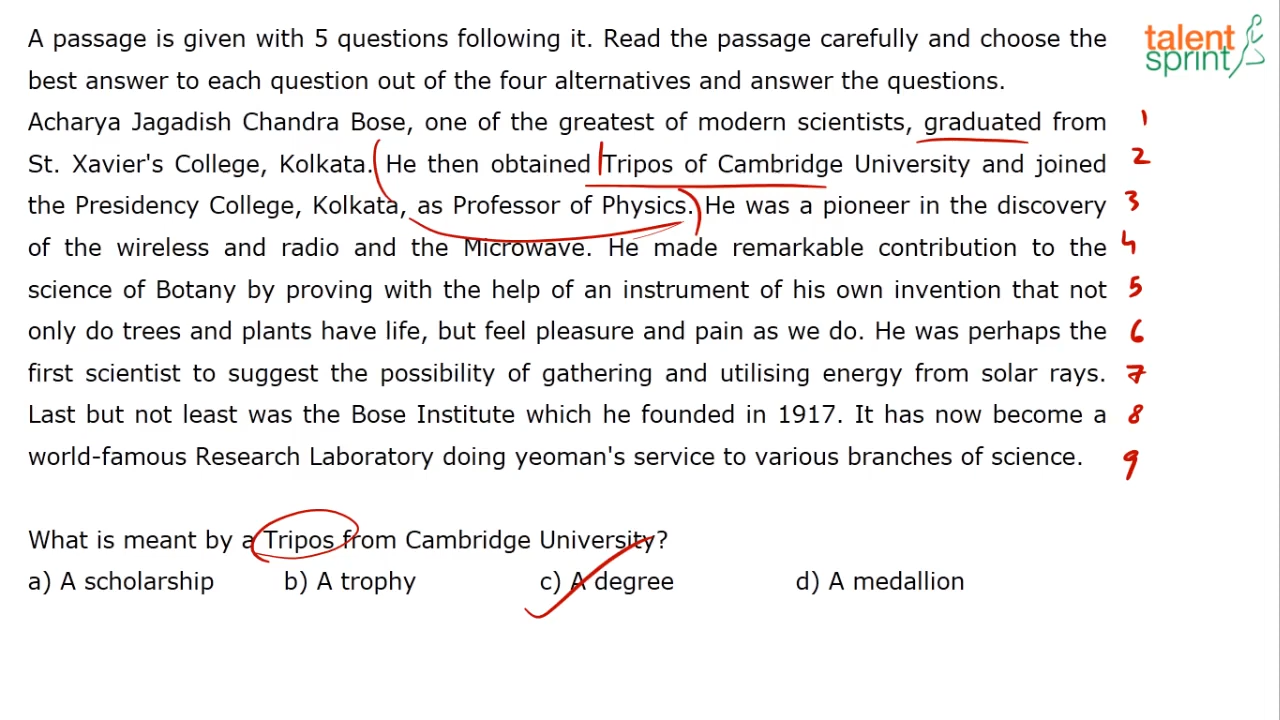 A passage is given with 5 questions following it. Read the passage carefully and choose the
best answer to each question out of the four alternatives and answer the questions.
talent
sprint
Acharya Jagadish Chandra Bose, one of the greatest of modern scientists, graduated from 1
St. Xavier's College, Kolkata. He then obtained Tripos of Cambridge University and joined 2
the Presidency College, Kolkata, as Professor of Physics. He was a pioneer in the discovery 3
of the wireless and radio and the Microwave. He made remarkable contribution to the 4
science of Botany by proving with the help of an instrument of his own invention that not 5
only do trees and plants have life, but feel pleasure and pain as we do. He was perhaps the 6
first scientist to suggest the possibility of gathering and utilising energy from solar rays. 7
Last but not least was the Bose Institute which he founded in 1917. It has now become a 8
world-famous Research Laboratory doing yeoman's service to various branches of science. 9
What is meant by a Tripos from Cambridge University?
a) A scholarship b) A trophy c) A degree d) A medallion